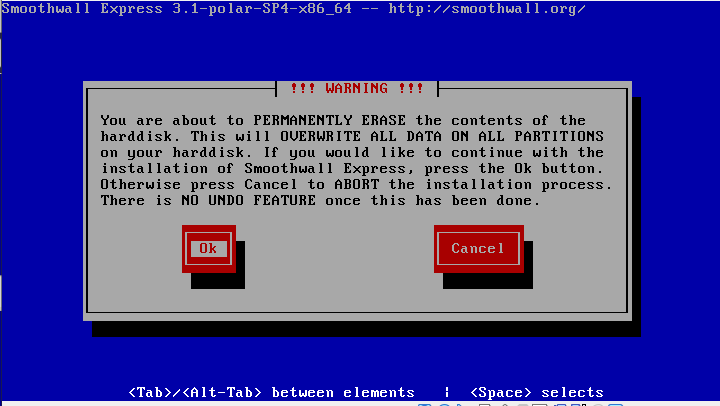 Smoothwall Express 3.1-polar-SP4-x86_64 -- http://smoothwall.org/
!!! WARNING !!!
You are about to PERMANENTLY ERASE the contents of the
harddisk. This will OVERWRITE ALL DATA ON ALL PARTITIONS
on your harddisk. If you would like to continue with the
installation of Smoothwall Express, press the Ok button.
Otherwise press Cancel to ABORT the installation process.
There is NO UNDO FEATURE once this has been done.
Ok Cancel
<Tab>/<Alt-Tab> between elements | <Space> selects